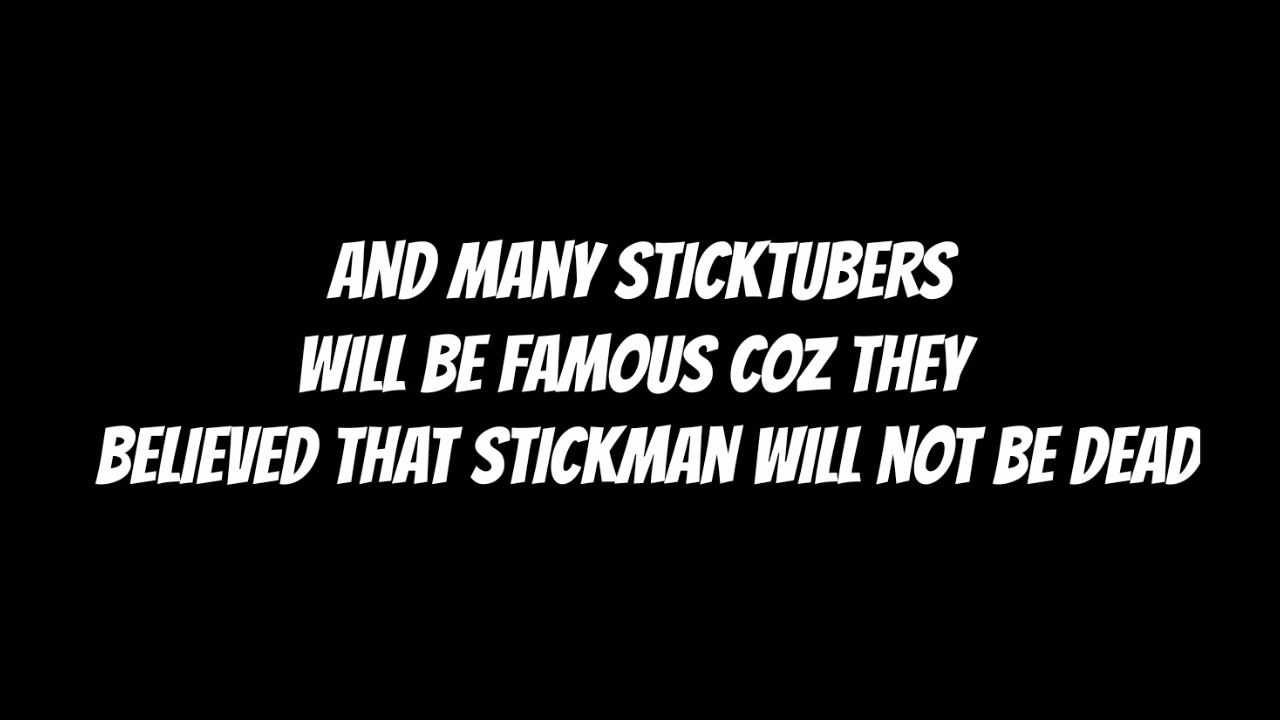 AND MANY STICKTUBERS
WILL BE FAMOUS COZ THEY
BELIEVED THAT STICKMAN WILL NOT BE DEAD